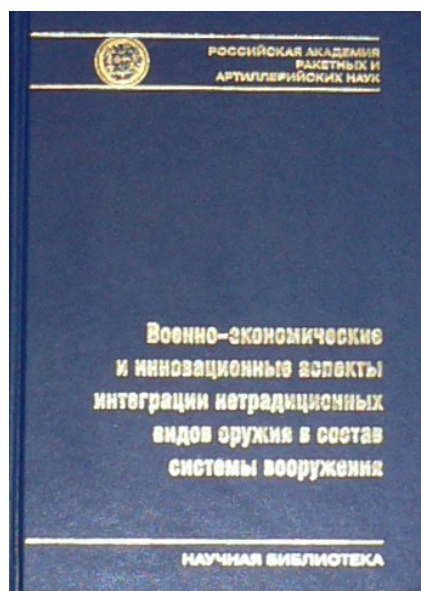 РОССИЙСКАЯ АКАДЕМИЯ
РАКЕТНЫХ И
АРТИЛЛЕРИЙСКИХ НАУК
Военно-экономические
и инновационные аспекты
интеграции нетрадиционных
видов оружия в состав
системы вооружения
НАУЧНАЯ БИБЛИОТЕКА